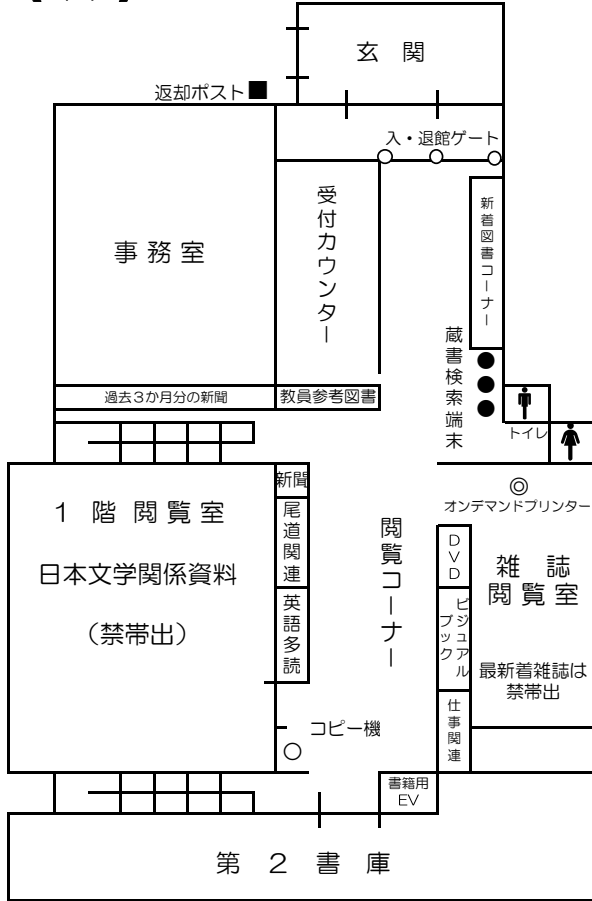 玄 関
返却ポスト■
入・退館ゲート
事 務 室
受付カウンター
新着図書コーナー
蔵書検索端末
過去３か月分の新聞
教員参考図書
トイレ
新聞
１ 階 閲 覧 室
日本文学関係資料
（禁帯出）
尾道関連
英語多読
閲覧コーナー
◎
オンデマンドプリンター
ＤＶＤ
ビジュアル
ブック
仕事関連
雑 誌
閲 覧 室
最新着雑誌は
禁帯出
コピー機
書籍用
EV
第 ２ 書 庫